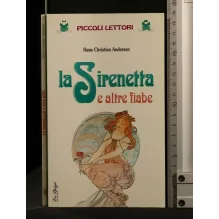 PICCOLI LETTORI
Hans Christian Andersen
la Sirenetta
e altre fiabe